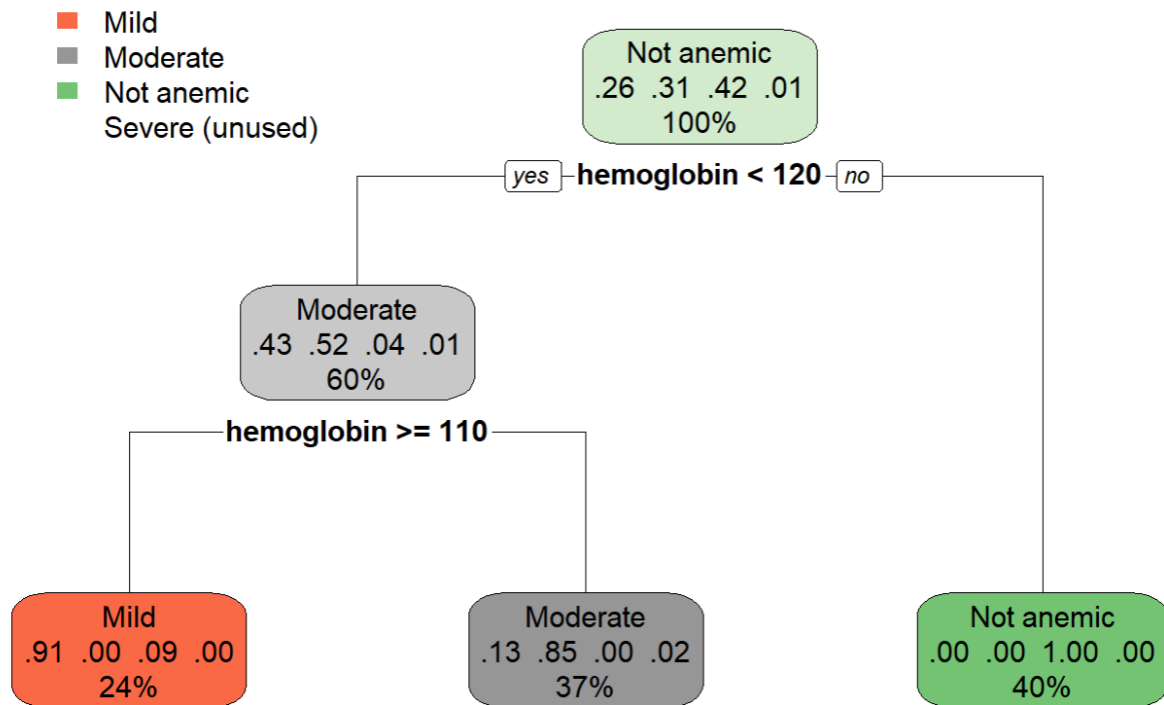 Mild
Moderate
Not anemic
Severe (unused)
Not anemic
.26 .31 .42 .01
100%
yes hemoglobin < 120 no
Moderate
.43 .52 .04 .01
60%
hemoglobin >= 110
Mild
.91 .00 .09 .00
24%
Moderate
.13 .85 .00 .02
37%
Not anemic
.00 .00 1.00 .00
40%